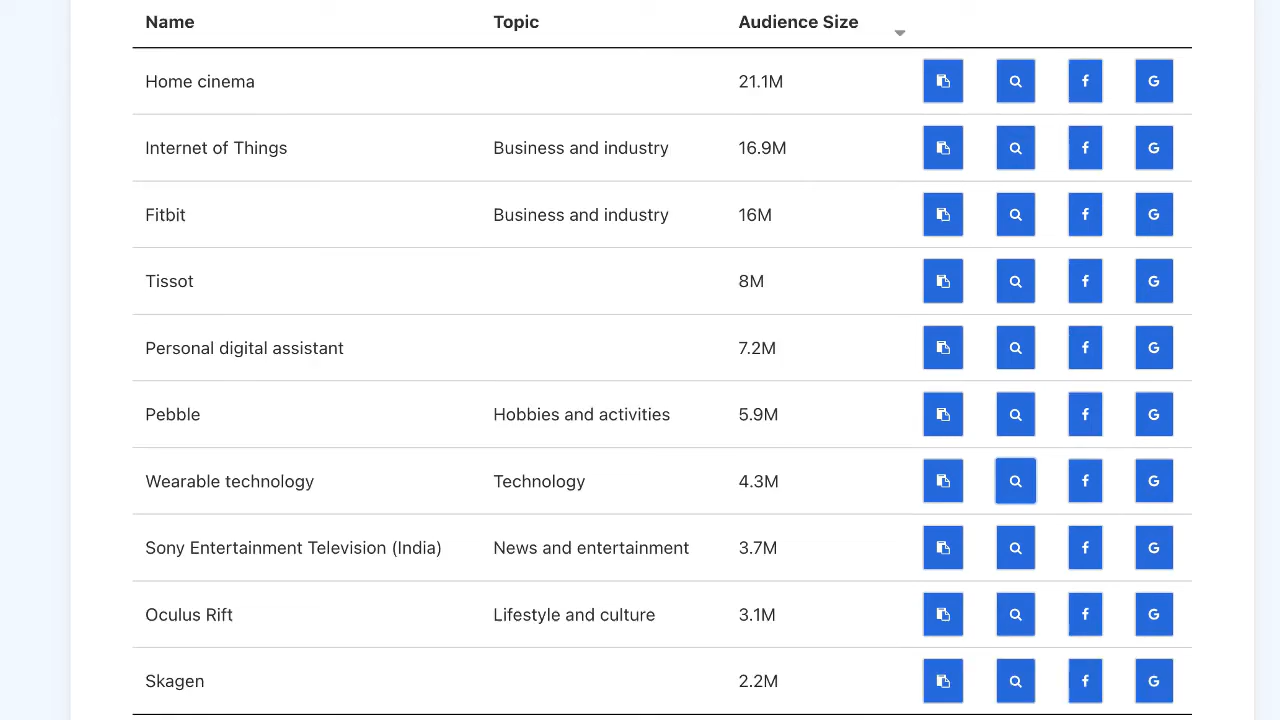 Name Topic Audience Size
Home cinema 21.1M f G
Internet of Things Business and industry 16.9M f G
Fitbit Business and industry 16M f G
Tissot 8M f G
Personal digital assistant 7.2M f G
Pebble Hobbies and activities 5.9M f G
Wearable technology Technology 4.3M f G
Sony Entertainment Television (India) News and entertainment 3.7M f G
Oculus Rift Lifestyle and culture 3.1M f G
Skagen 2.2M f G